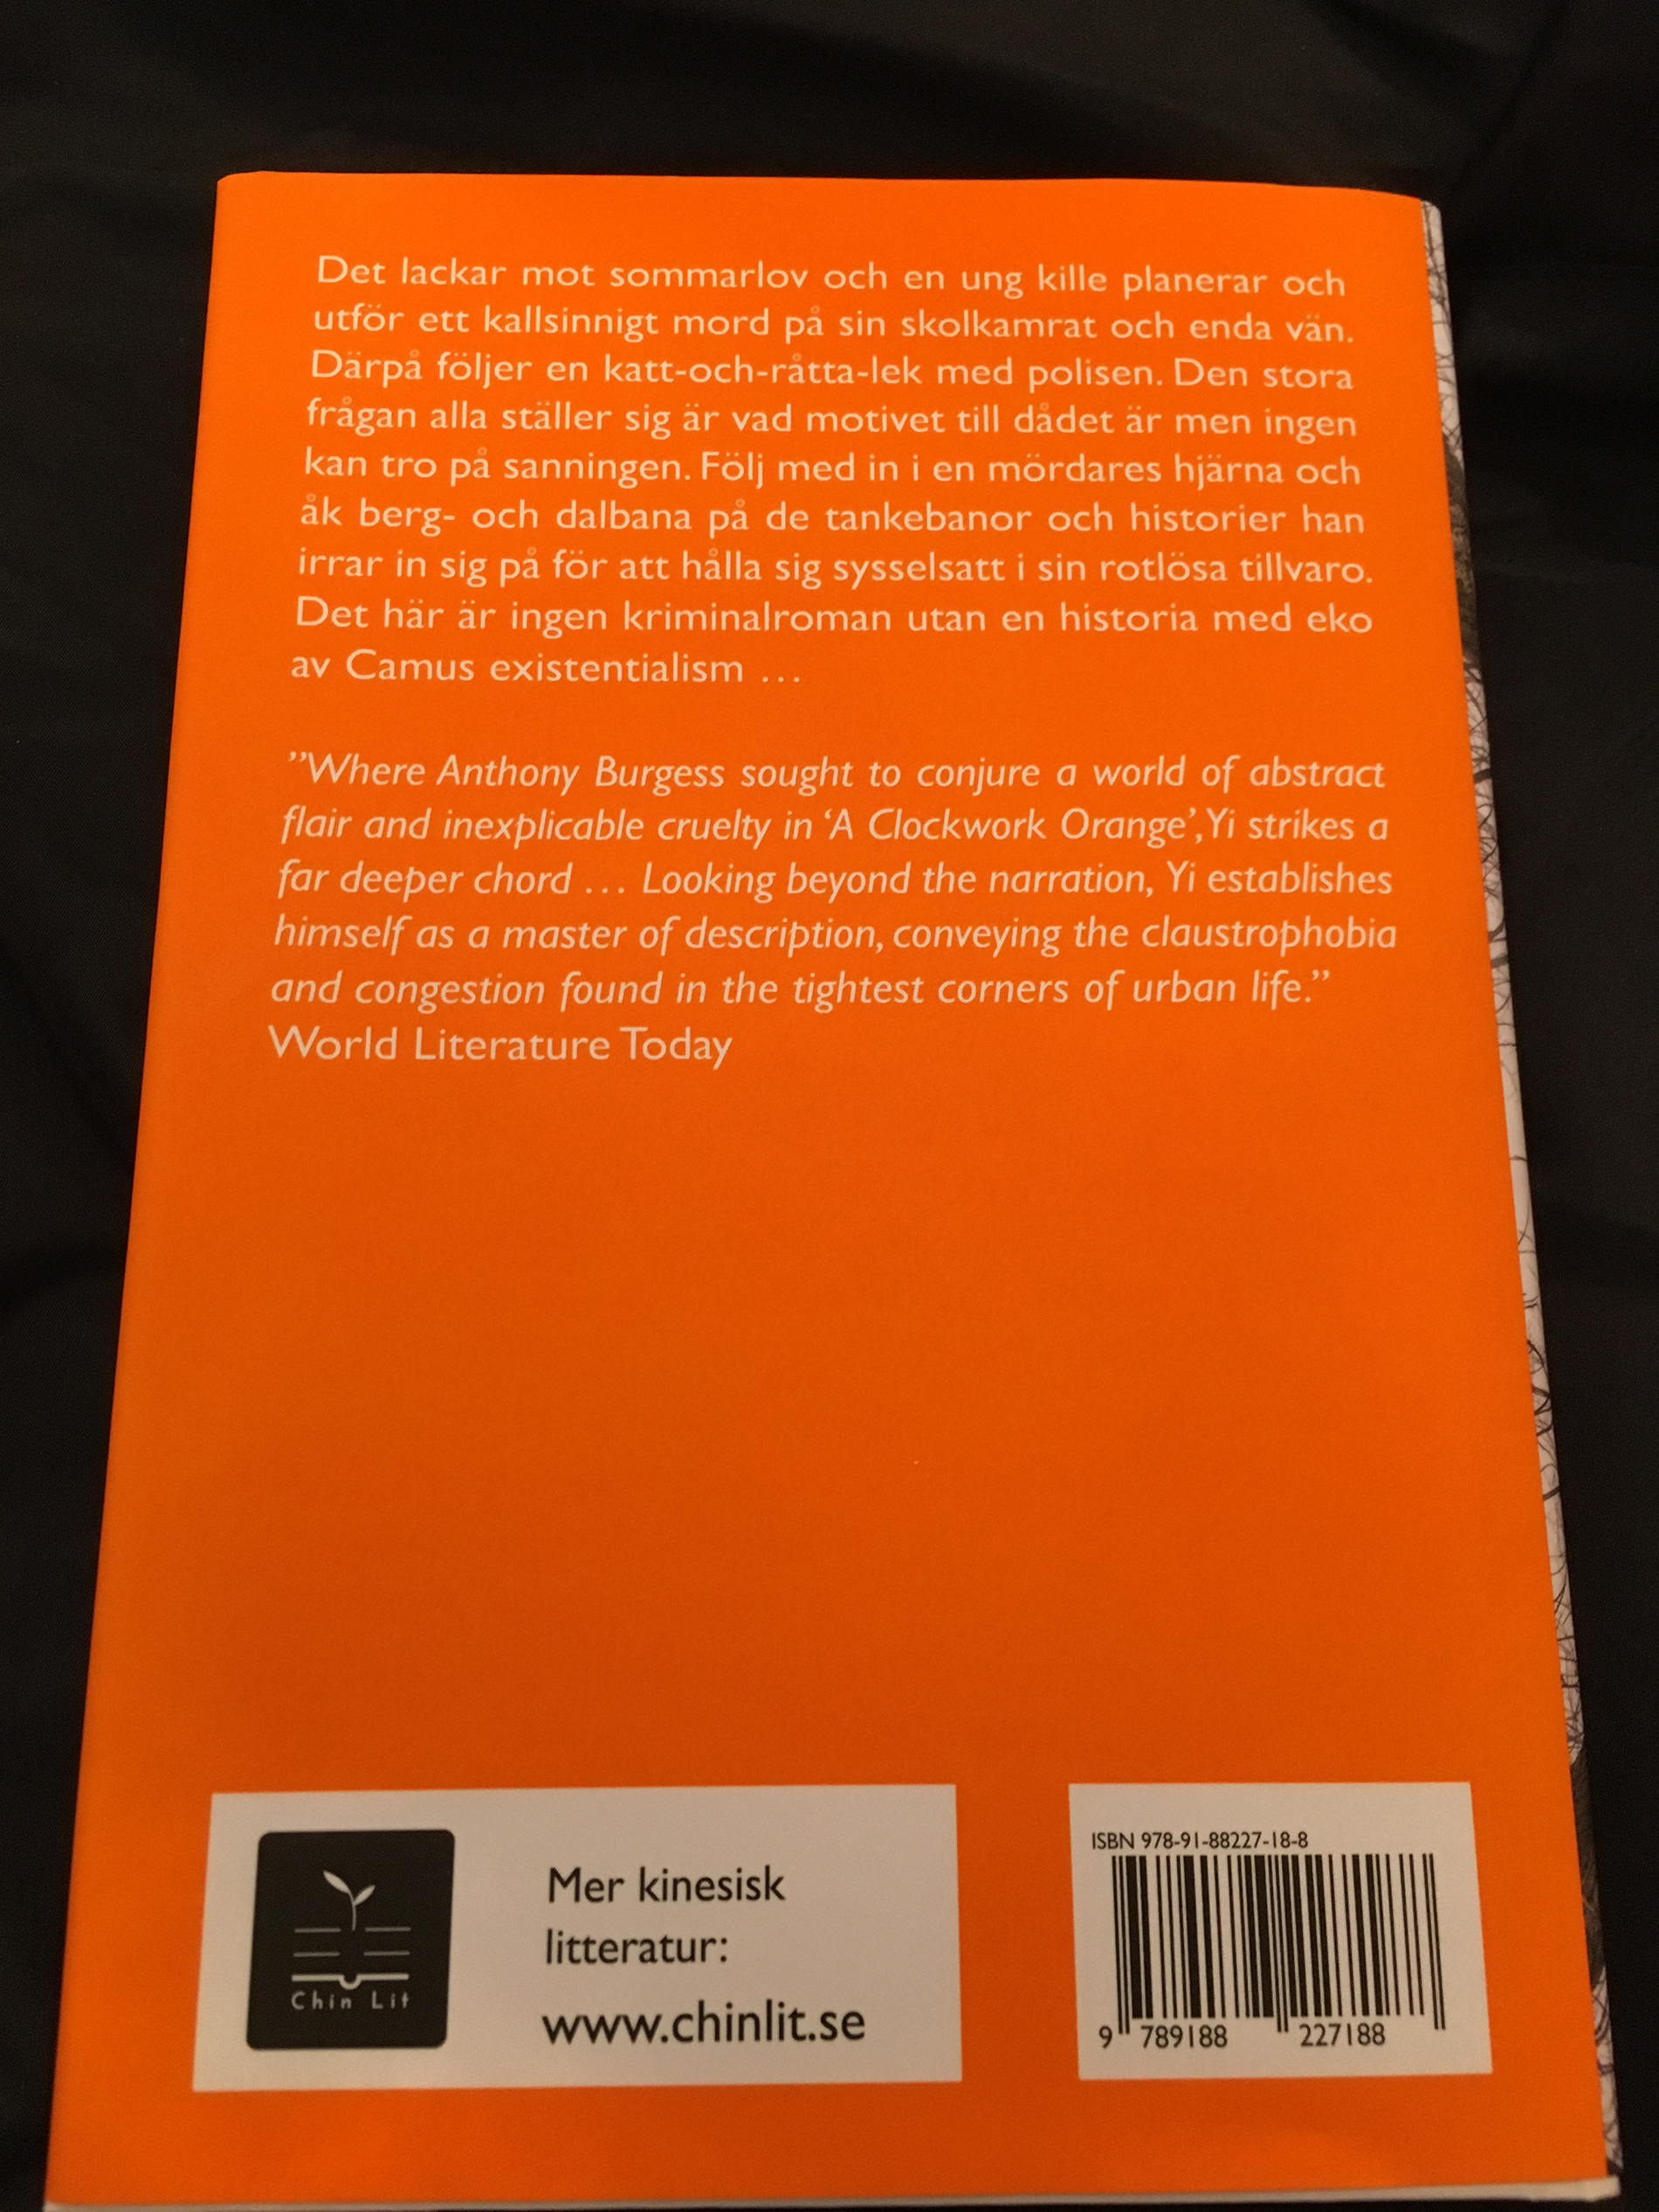 Det lackar mot sommarlov och en ung kille planerar och
utför ett kallsinnigt mord på sin skolkamrat och enda vän.
Därpå följer en katt-och-råtta-lek med polisen. Den stora
frågan alla ställer sig är vad motivet till dådet är men ingen
kan tro på sanningen. Följ med in i en mördares hjärna och
åk berg- och dalbana på de tankebanor och historier han
irrar in sig på för att hålla sig sysselsatt i sin rotlösa tillvaro.
Det här är ingen kriminalroman utan en historia med eko
av Camus existentialism …
”Where Anthony Burgess sought to conjure a world of abstract
flair and inexplicable cruelty in ‘A Clockwork Orange’, Yi strikes a
far deeper chord … Looking beyond the narration, Yi establishes
himself as a master of description, conveying the claustrophobia
and congestion found in the tightest corners of urban life.”
World Literature Today
Chin Lit
Mer kinesisk
litteratur:
www.chinlit.se
ISBN 978-91-88227-18-8
9 789188 227188